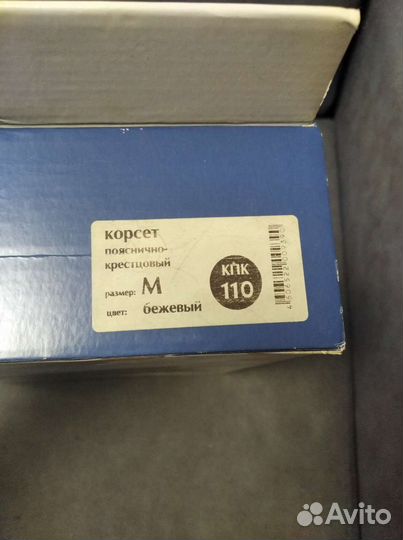 корсет
пояснично-
крестцовый
размер: М
цвет: бежевый
КПК
110
Avito